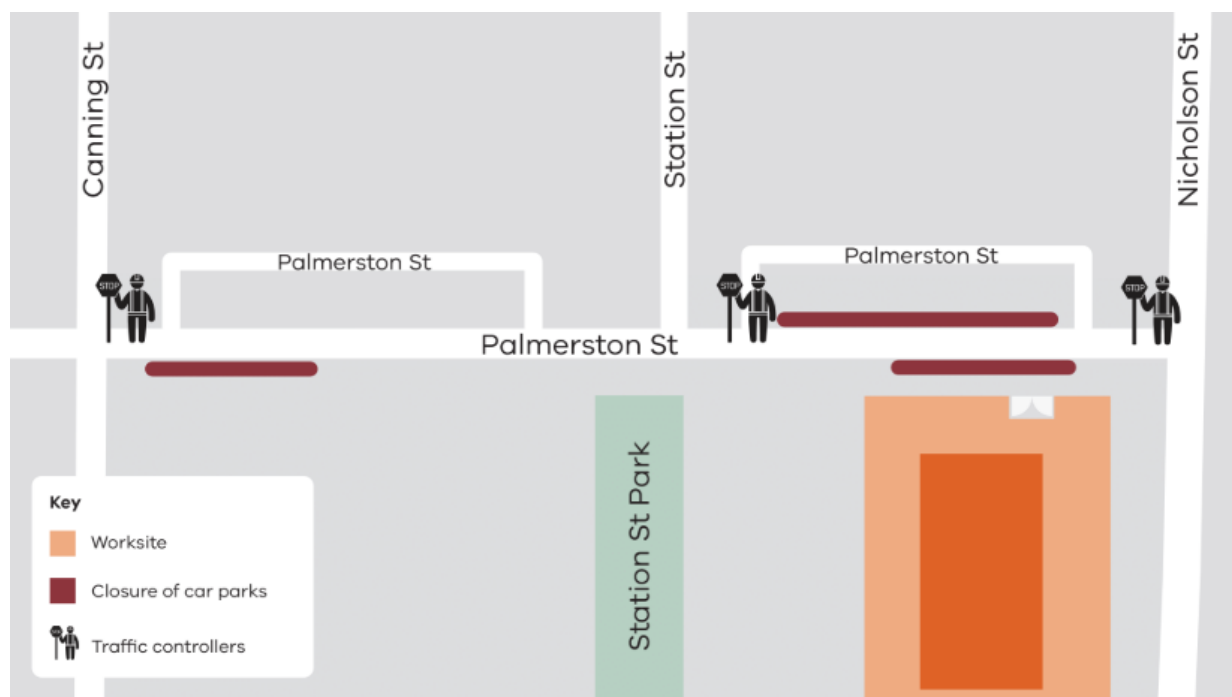 Canning St
Station St
Nicholson St
Palmerston St
Palmerston St
STOP
STOP
STOP
Palmerston St
Station St Park
Key
Worksite
Closure of car parks
Traffic controllers